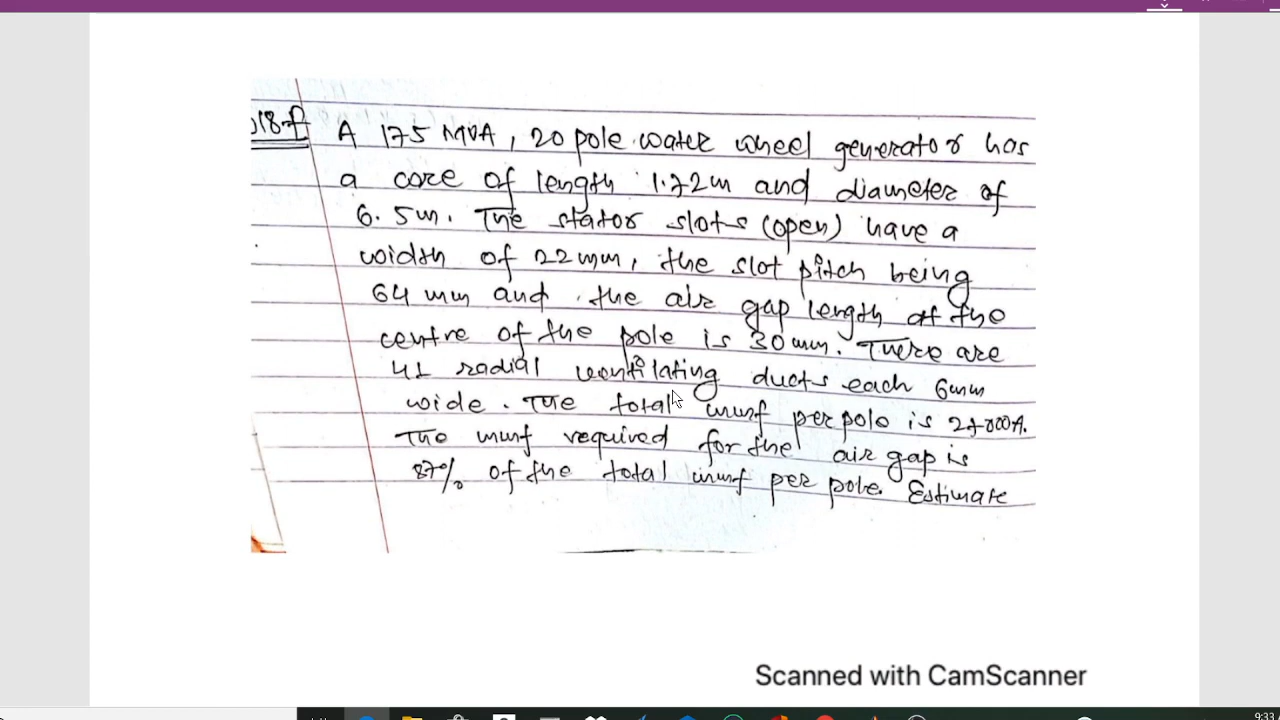 18-f A 175 MVA, 20 pole water wheel generator has
a core of length 1.72m and diameter of
6.5m. The stator slots (open) have a
width of 22mm, the slot pitch being
64 mm and the air gap length at the
centre of the pole is 30mm. There are
41 radial ventilating ducts each 6mm
wide. The total mmf per pole is 27000A.
The mmf required for the air gap is
87% of the total mmf per pole. Estimate
Scanned with CamScanner
9:33